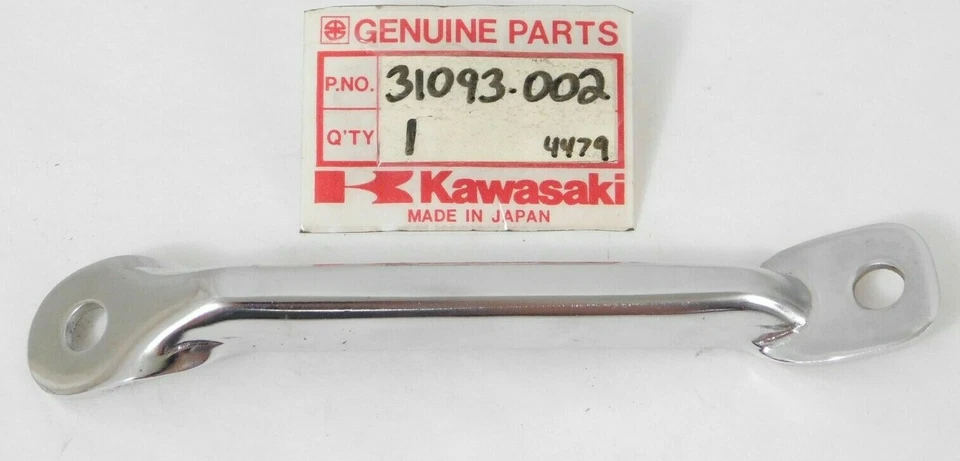 GENUINE PARTS
P.NO. 31093-002
Q'TY 1 4479
Kawasaki
MADE IN JAPAN